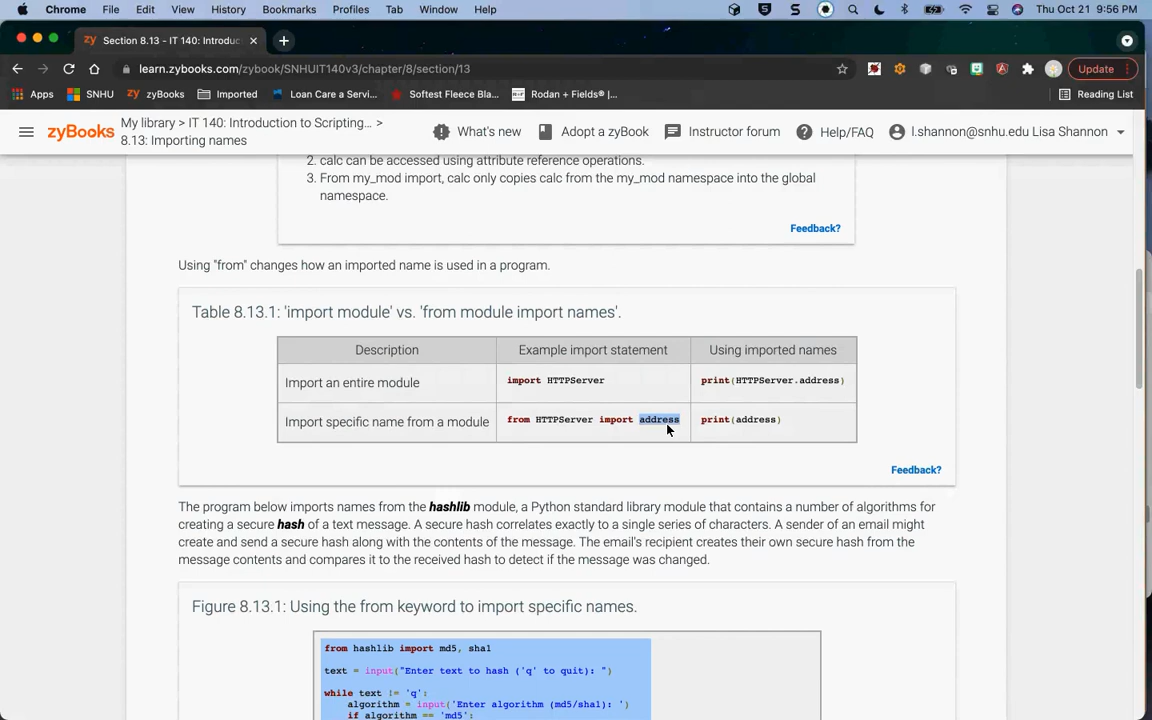 Chrome File Edit View History Bookmarks Profiles Tab Window Help Thu Oct 21 9:56 PM
zy Section 8.13 - IT 140: Introduc
learn.zybooks.com/zybook/SNHUIT140v3/chapter/8/section/13 Update
Apps SNHU zy zyBooks Imported Loan Care a Servi... Softest Fleece Bla... R+F Rodan + Fields® |... Reading List
zyBooks My library > IT 140: Introduction to Scripting... > What's new Adopt a zyBook Instructor forum Help/FAQ l.shannon@snhu.edu Lisa Shannon
8.13: Importing names
2. calc can be accessed using attribute reference operations.
3. From my_mod import, calc only copies calc from the my_mod namespace into the global
namespace.
Feedback?
Using "from" changes how an imported name is used in a program.
Table 8.13.1: 'import module' vs. 'from module import names'.
Description Example import statement Using imported names
Import an entire module import HTTPServer print(HTTPServer.address)
Import specific name from a module from HTTPServer import address print(address)
Feedback?
The program below imports names from the hashlib module, a Python standard library module that contains a number of algorithms for
creating a secure hash of a text message. A secure hash correlates exactly to a single series of characters. A sender of an email might
create and send a secure hash along with the contents of the message. The email's recipient creates their own secure hash from the
message contents and compares it to the received hash to detect if the message was changed.
Figure 8.13.1: Using the from keyword to import specific names.
from hashlib import md5, sha1
text = input("Enter text to hash ('q' to quit): ")
while text != 'q':
algorithm = input('Enter algorithm (md5/sha1): ')
if algorithm == 'md5':